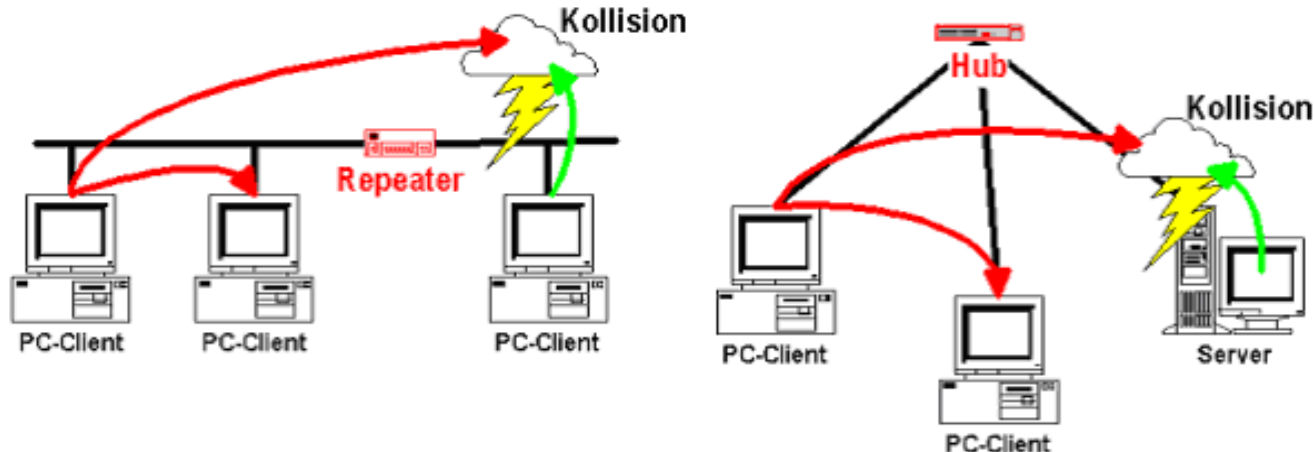 Kollision
Repeater
PC-Client
PC-Client
PC-Client
Hub
Kollision
PC-Client
Server
PC-Client